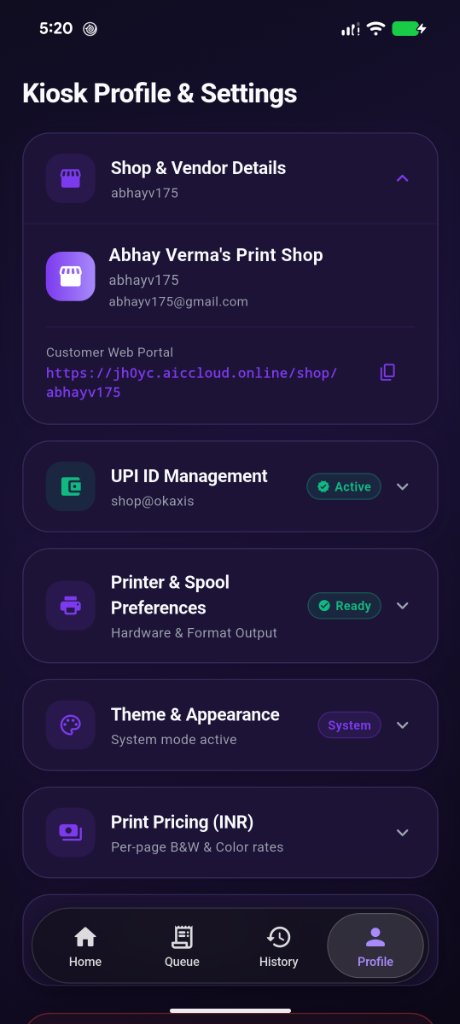 5:20
Kiosk Profile & Settings
Shop & Vendor Details
abhayv175
Abhay Verma's Print Shop
abhayv175
abhayv175@gmail.com
Customer Web Portal
https://jh0yc.aiccloud.online/shop/
abhayv175
UPI ID Management
shop@okaxis
Active
Printer & Spool
Preferences
Hardware & Format Output
Ready
Theme & Appearance
System mode active
System
Print Pricing (INR)
Per-page B&W & Color rates
Home
Queue
History
Profile